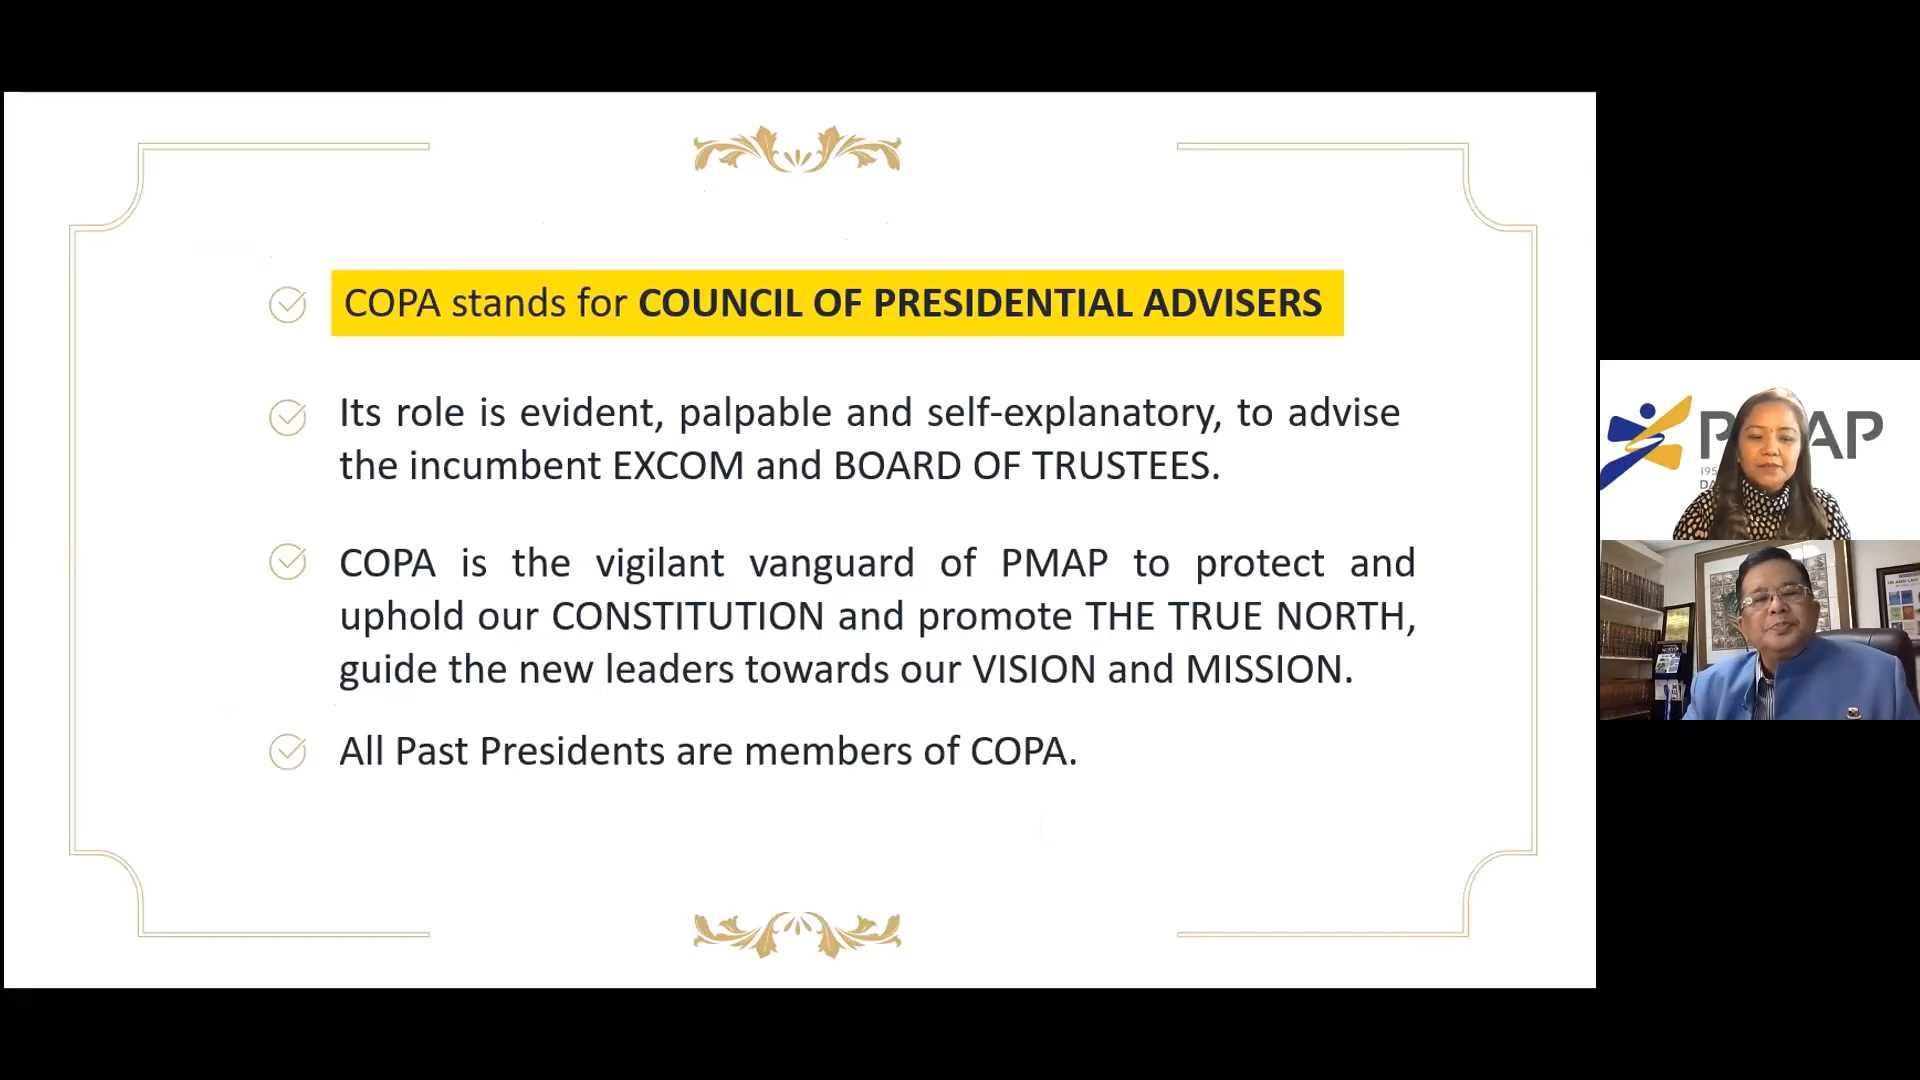 COPA stands for COUNCIL OF PRESIDENTIAL ADVISERS
Its role is evident, palpable and self-explanatory, to advise
the incumbent EXCOM and BOARD OF TRUSTEES.
COPA is the vigilant vanguard of PMAP to protect and
uphold our CONSTITUTION and promote THE TRUE NORTH,
guide the new leaders towards our VISION and MISSION.
All Past Presidents are members of COPA.